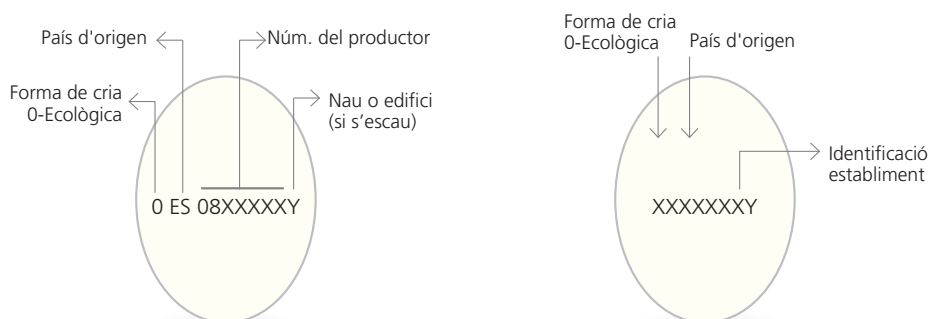 País d'origen
Núm. del productor
Forma de cria
0-Ecològica
Nau o edifici
(si s’escau)
0 ES 08XXXXXY
Forma de cria
0-Ecològica
País d'origen
Identificació
establiment
XXXXXXXY